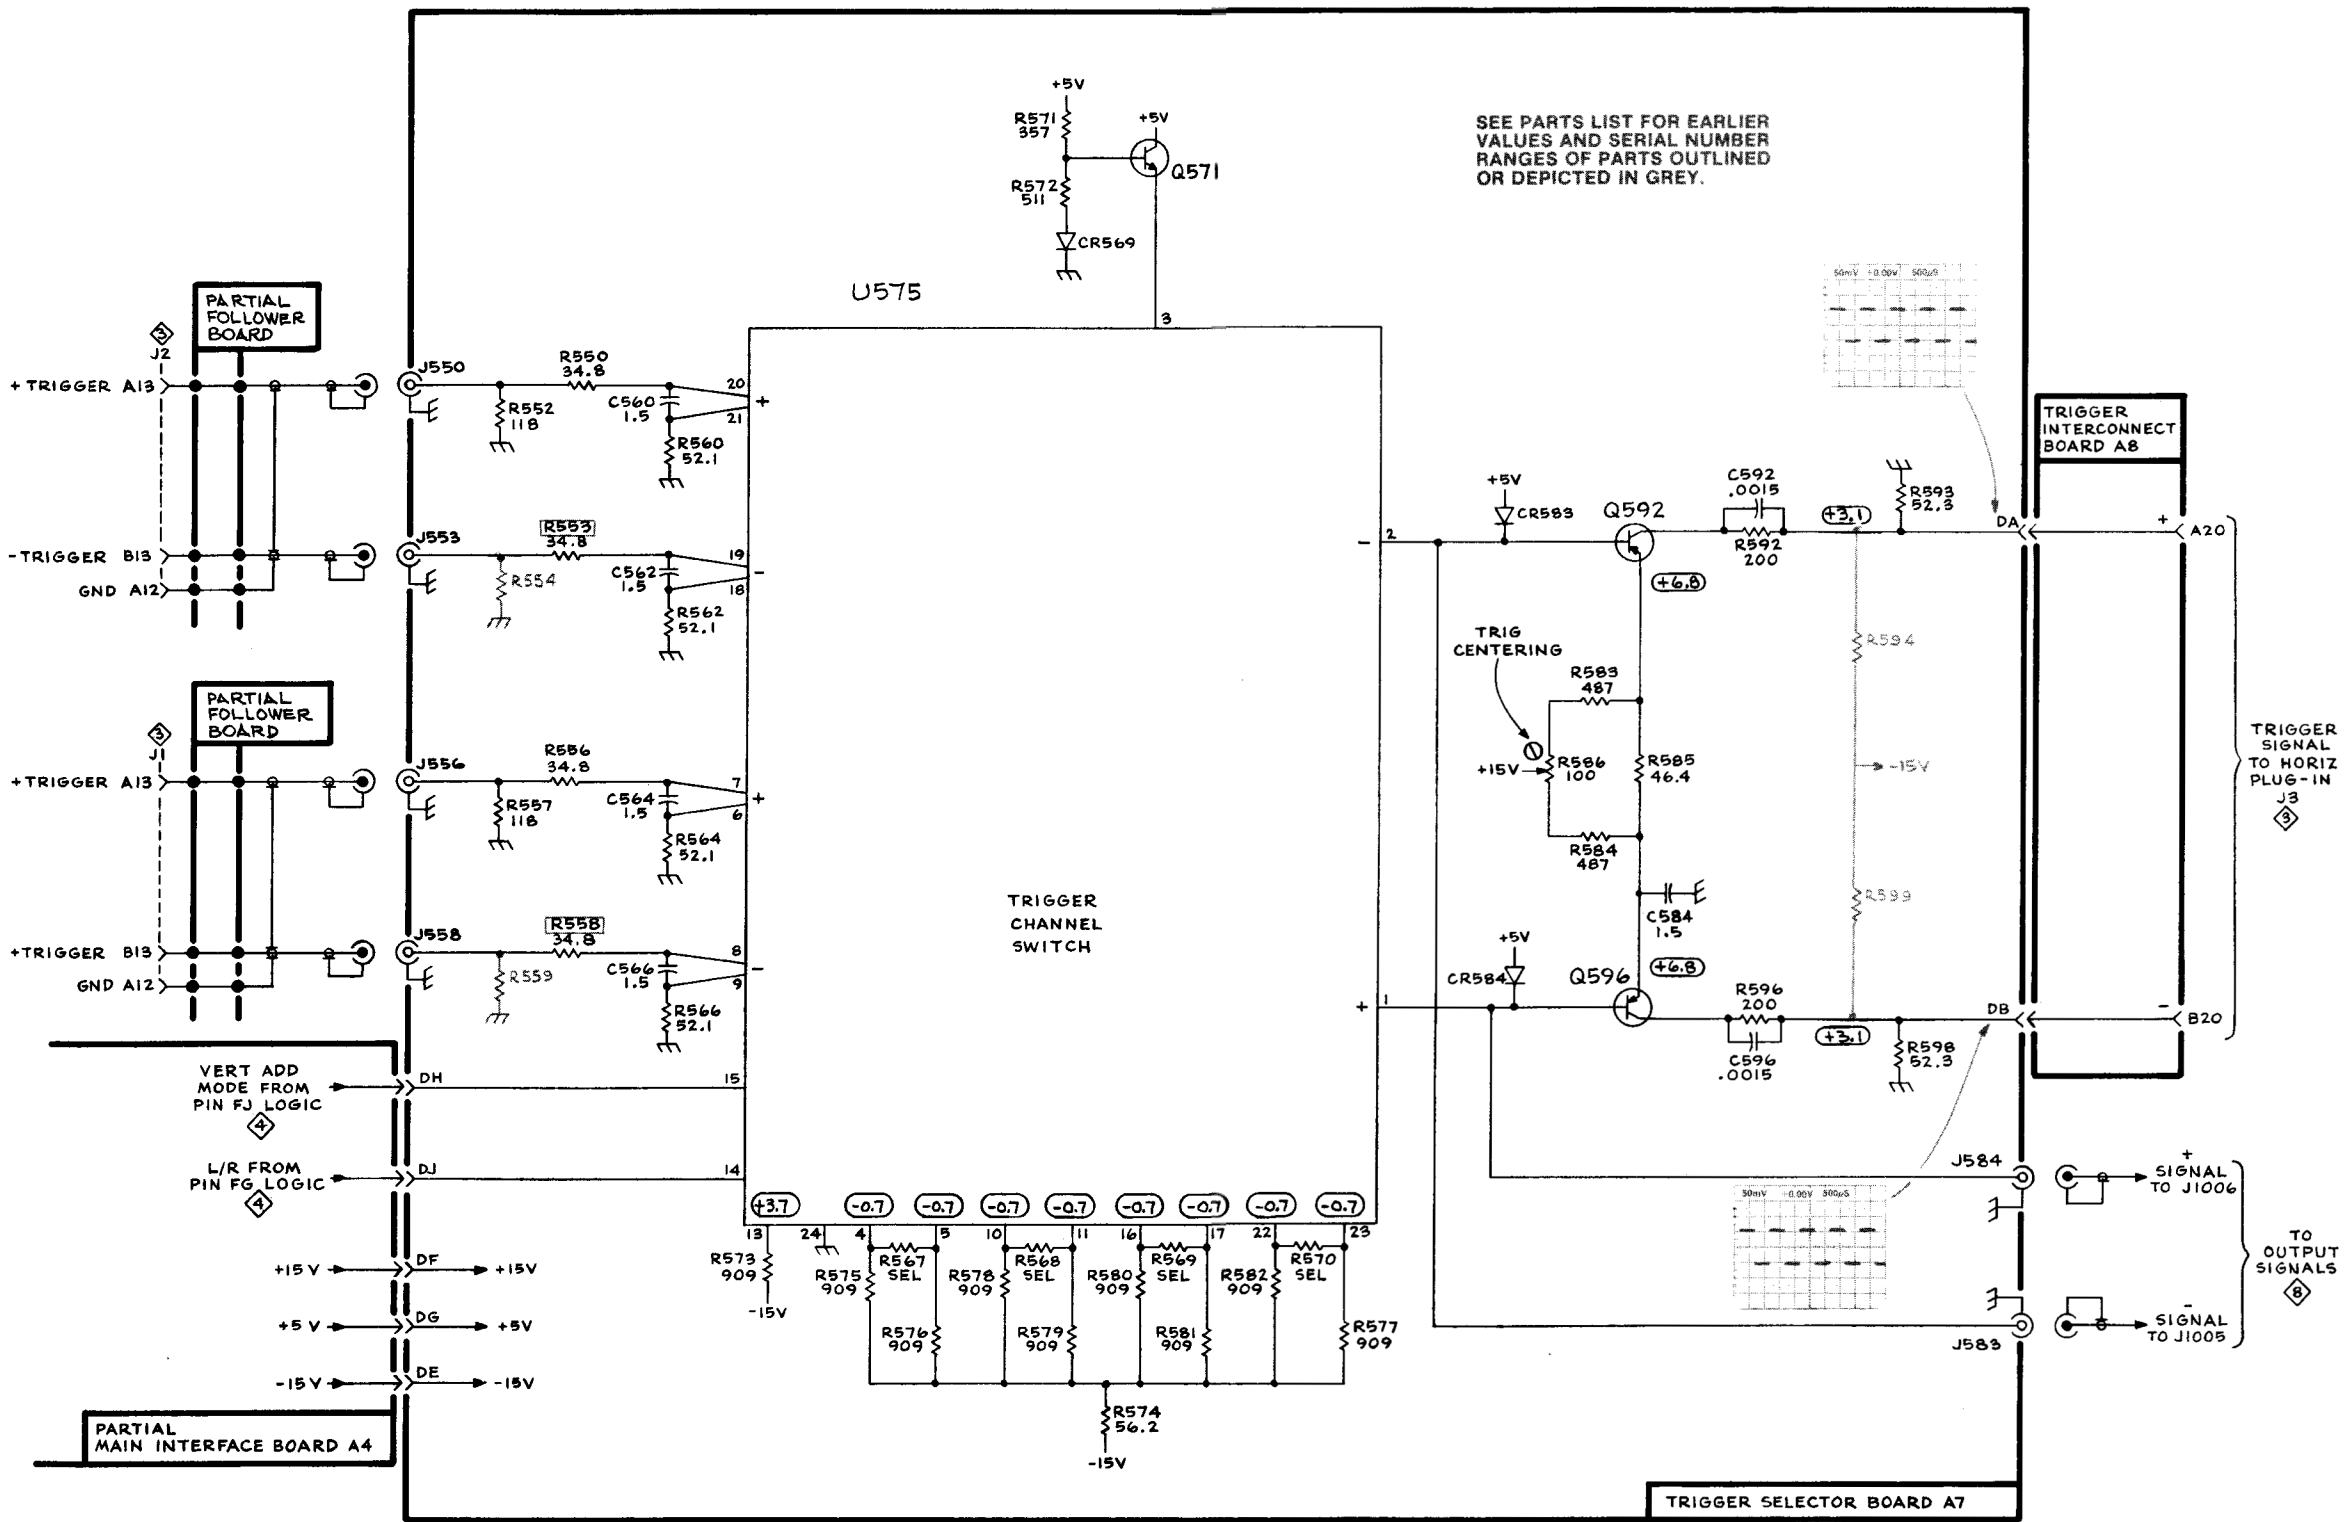 +5V
R571
357
+5V
Q571
R572
511
CR569
SEE PARTS LIST FOR EARLIER
VALUES AND SERIAL NUMBER
RANGES OF PARTS OUTLINED
OR DEPICTED IN GREY.
U575
3
50mV
500µS
PARTIAL
FOLLOWER
BOARD
3
J2
+TRIGGER A13
J550
R550
34.8
R552
118
C560
1.5
20
+
21
R560
52.1
-TRIGGER B13
GND A12
J553
R553
34.8
R554
C562
1.5
19
-
18
R562
52.1
PARTIAL
FOLLOWER
BOARD
3
J1
+TRIGGER A13
J556
R556
34.8
R557
118
C564
1.5
7
+
6
R564
52.1
+TRIGGER B13
GND A12
J558
R558
34.8
R559
C566
1.5
8
-
9
R566
52.1
TRIGGER
CHANNEL
SWITCH
VERT ADD
MODE FROM
PIN FJ LOGIC
4
DH
15
L/R FROM
PIN FG LOGIC
4
DJ
14
+15V
DF
+15V
+5V
DG
+5V
-15V
DE
-15V
PARTIAL
MAIN INTERFACE BOARD A4
+3.7
-0.7
-0.7
-0.7
-0.7
-0.7
-0.7
-0.7
-0.7
13
24
4
5
10
11
16
17
22
23
R573
909
-15V
R575
909
R567
SEL
R576
909
R578
909
R568
SEL
R579
909
R580
909
R569
SEL
R581
909
R582
909
R570
SEL
R577
909
R574
56.2
-15V
-
2
+5V
CR583
Q592
+6.8
C592
.0015
R592
200
+3.1
R593
52.3
DA
TRIGGER
INTERCONNECT
BOARD A8
+
A20
TRIG
CENTERING
R583
487
+15V
R586
100
R585
46.4
R584
487
C584
1.5
R594
-15V
R599
+
1
+5V
CR584
Q596
+6.8
R596
200
C596
.0015
+3.1
R598
52.3
DB
-
B20
TRIGGER
SIGNAL
TO HORIZ
PLUG-IN
J3
3
50mV
500µS
J584
+
SIGNAL
TO J1006
J583
-
SIGNAL
TO J1005
TO
OUTPUT
SIGNALS
8
TRIGGER SELECTOR BOARD A7